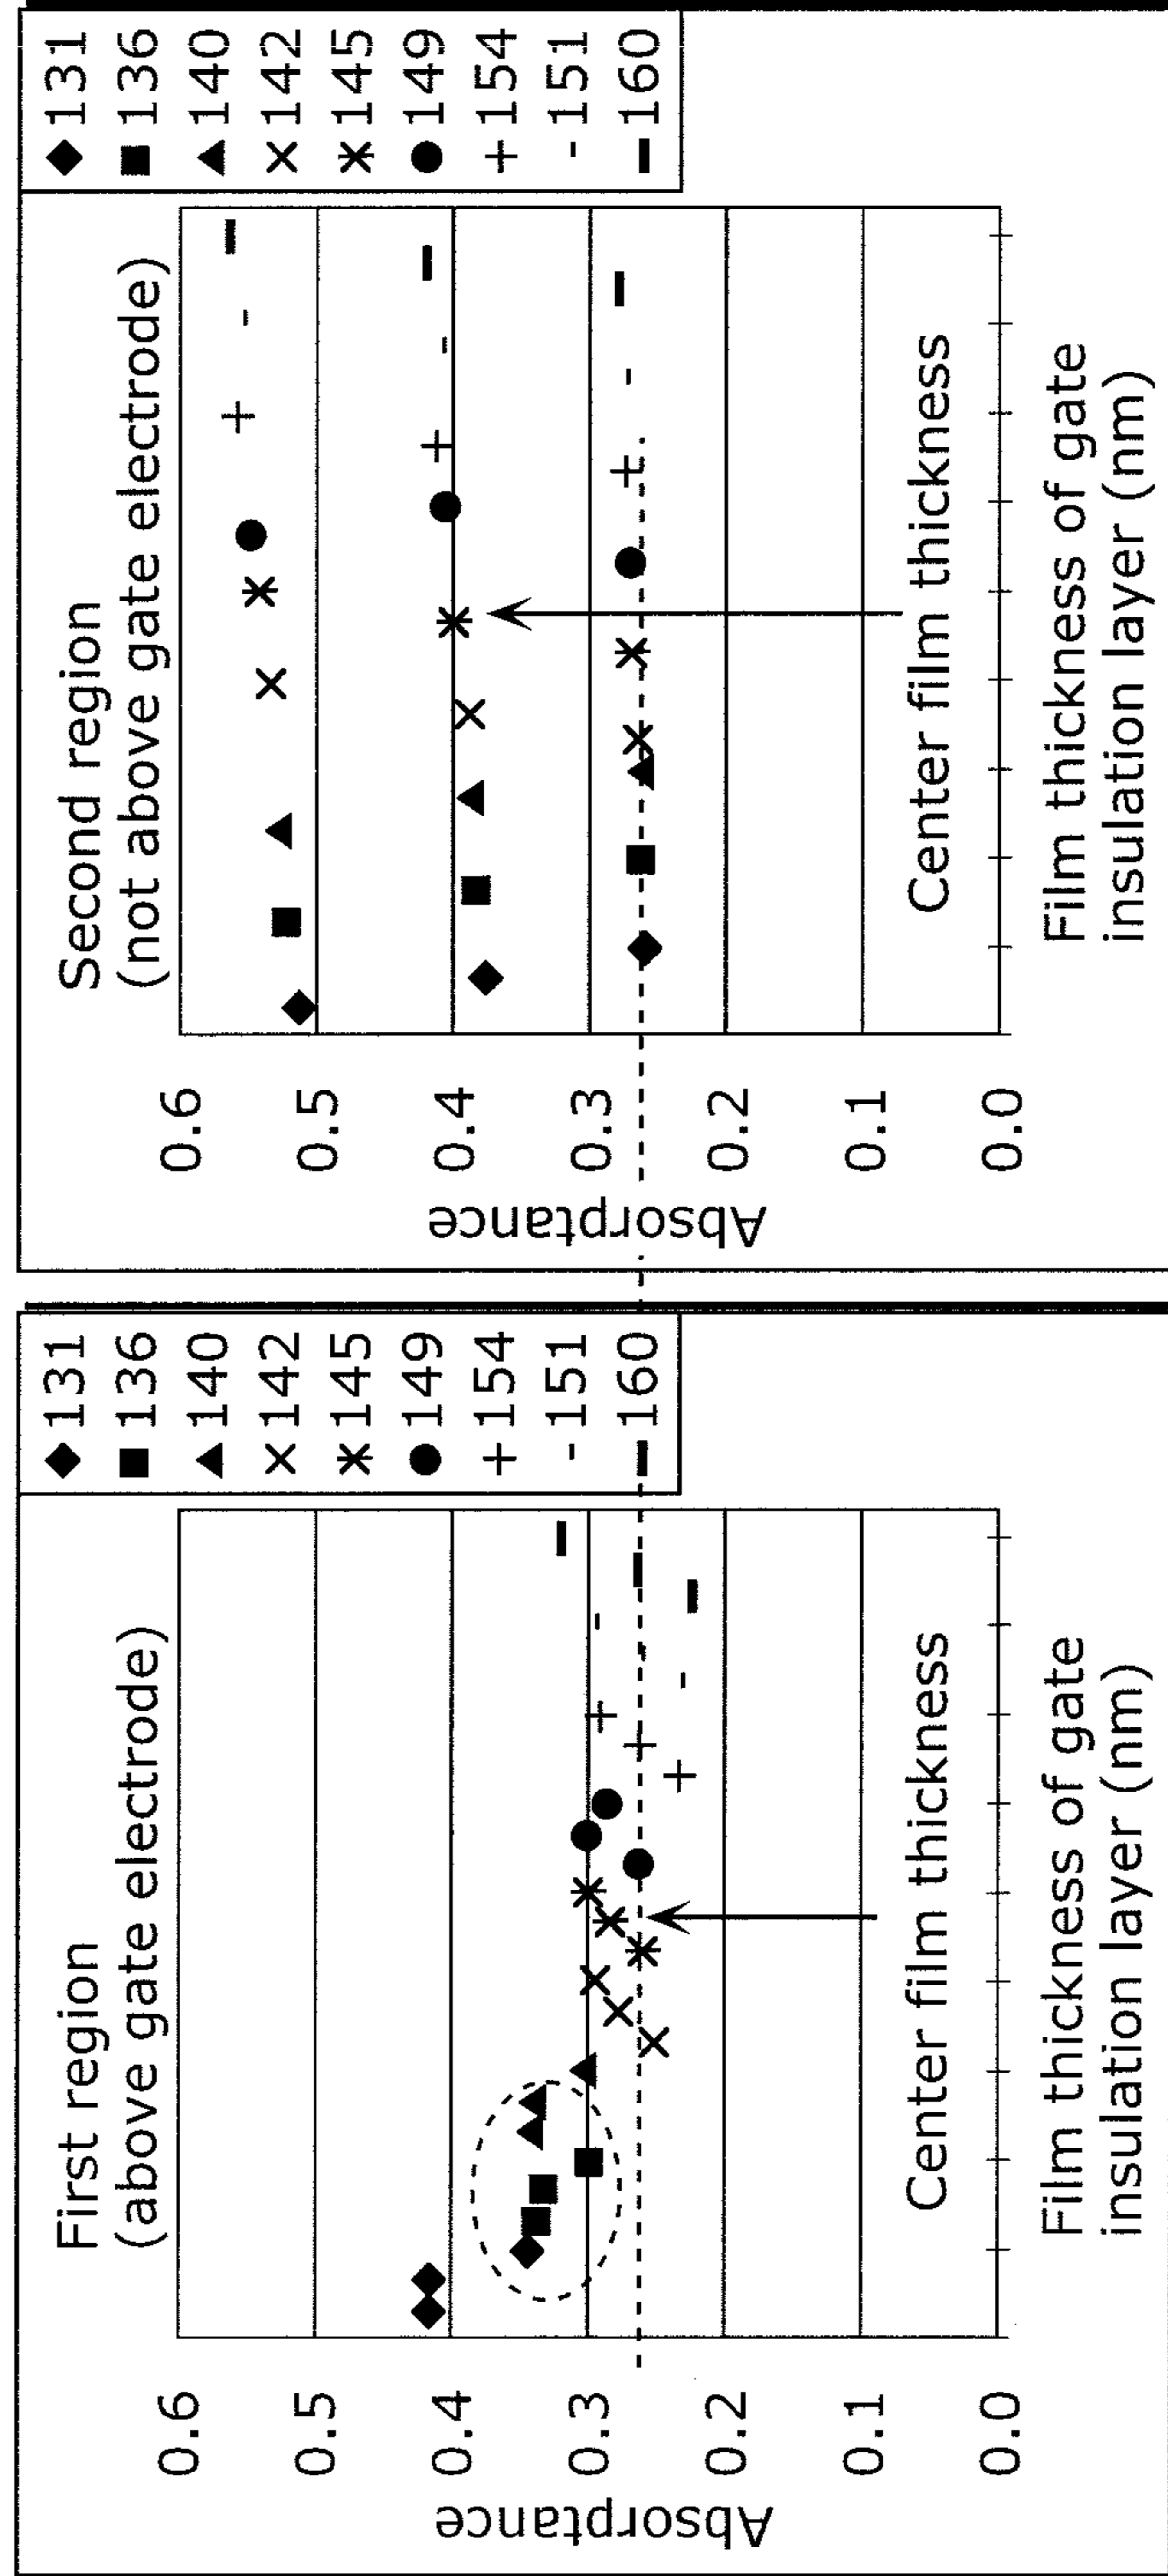 First region
(above gate electrode)
0.6
0.5
0.4
0.3
0.2
0.1
0.0
Absorptance
Center film thickness
Film thickness of gate
insulation layer (nm)
131
136
140
142
145
149
154
151
160
Second region
(not above gate electrode)
0.6
0.5
0.4
0.3
0.2
0.1
0.0
Absorptance
Center film thickness
Film thickness of gate
insulation layer (nm)
131
136
140
142
145
149
154
151
160